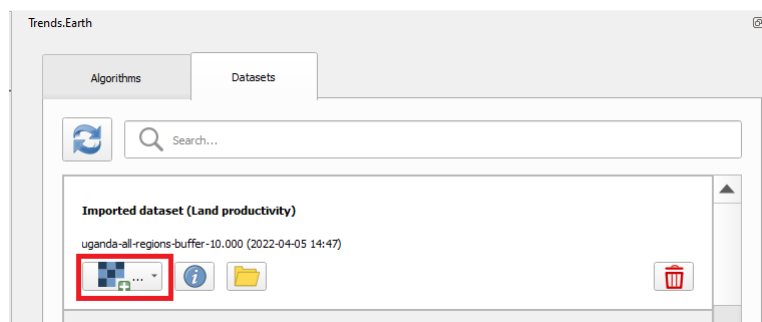 Trends.Earth
Algorithms Datasets
Search...
Imported dataset (Land productivity)
uganda-all-regions-buffer-10.000 (2022-04-05 14:47)
...